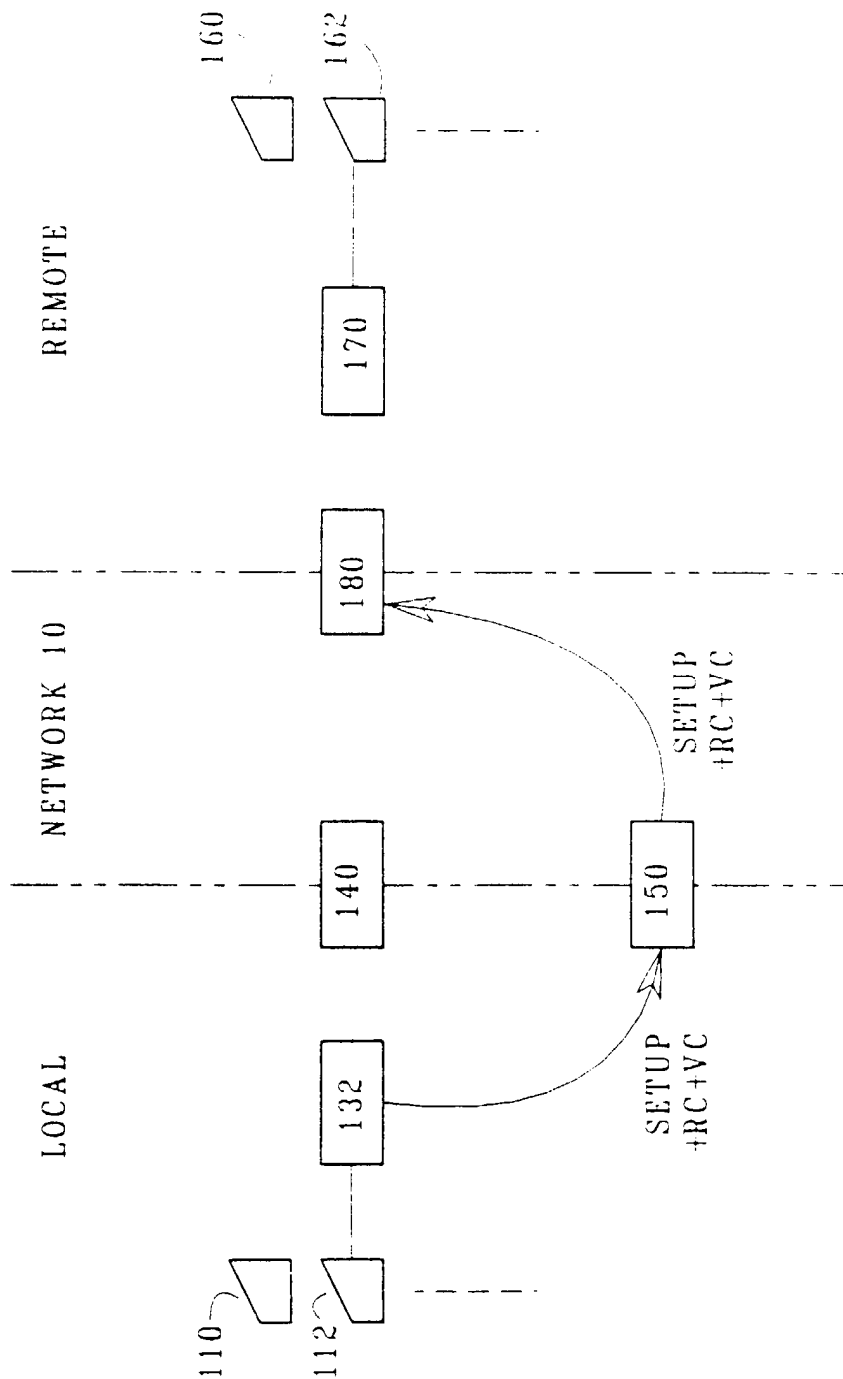 LOCAL
NETWORK 10
REMOTE
110
160
112
132
140
180
170
162
150
SETUP
+RC+VC
SETUP
+RC+VC